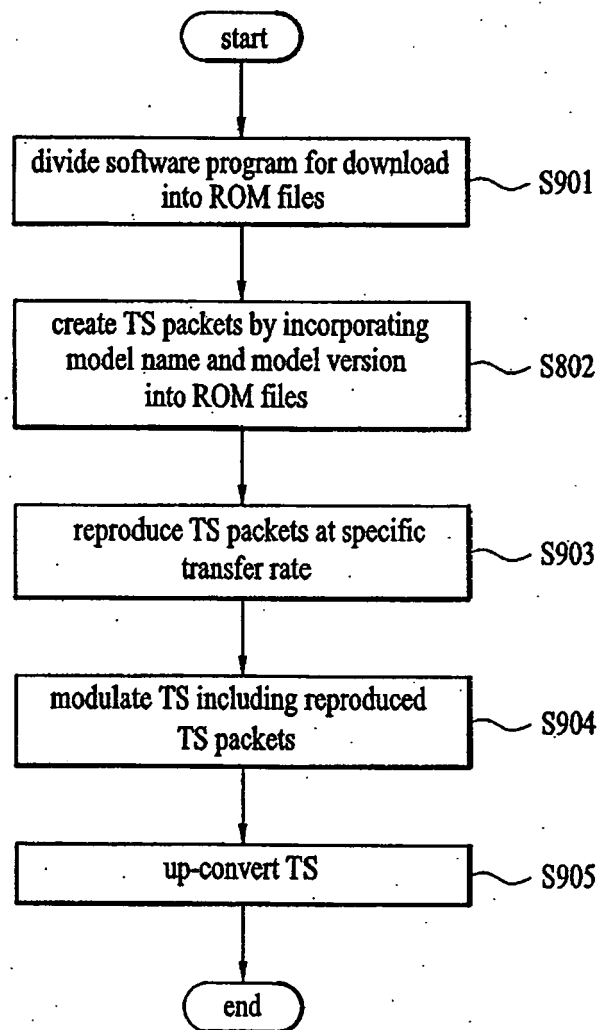 start
divide software program for download
into ROM files
S901
create TS packets by incorporating
model name and model version
into ROM files
S802
reproduce TS packets at specific
transfer rate
S903
modulate TS including reproduced
TS packets
S904
up-convert TS
S905
end